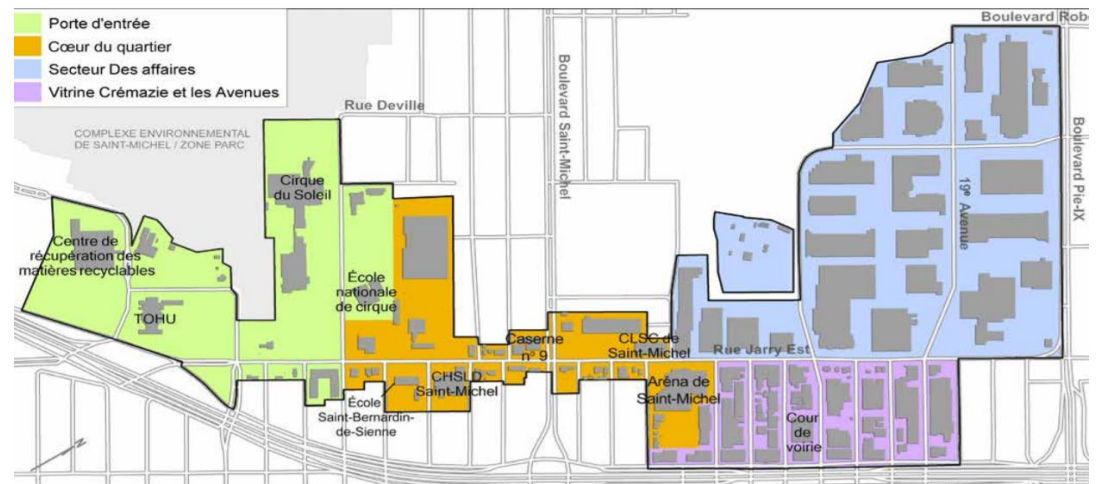 Porte d'entrée
Cœur du quartier
Secteur Des affaires
Vitrine Crémazie et les Avenues
Boulevard Robe
Rue Deville
COMPLEXE ENVIRONNEMENTAL
DE SAINT-MICHEL / ZONE PARC
Boulevard Saint-Michel
Boulevard Pie-IX
19e Avenue
Cirque
du Soleil
Centre de
récupération des
matières recyclables
École
nationale
de cirque
TOHU
Caserne
nº 9
CLSC de
Saint-Michel
Rue Jarry Est
CHSLD
Saint-Michel
Aréna de
Saint-Michel
École
Saint-Bernardin-
de-Sienne
Cour
de
voirie
N